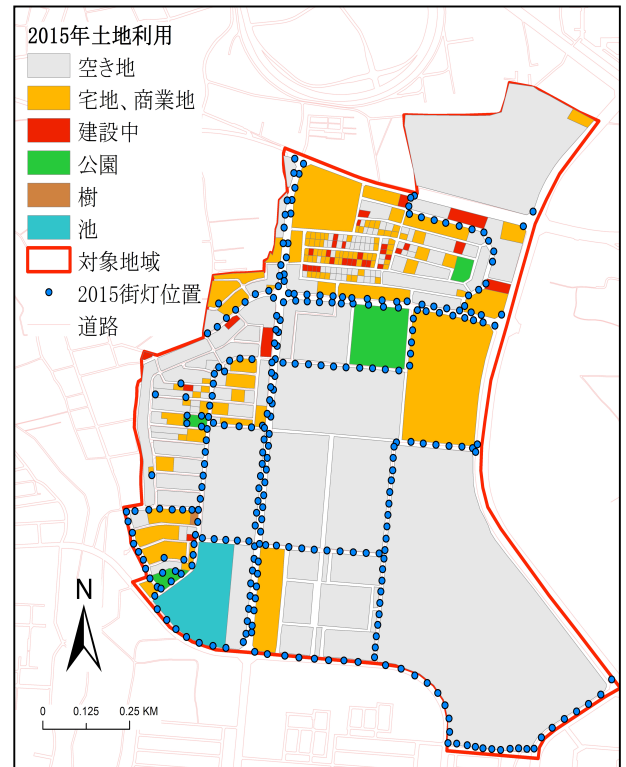 2015年土地利用
空き地
宅地、商業地
建設中
公園
樹
池
対象地域
2015街灯位置
道路
N
0 0.125 0.25 KM